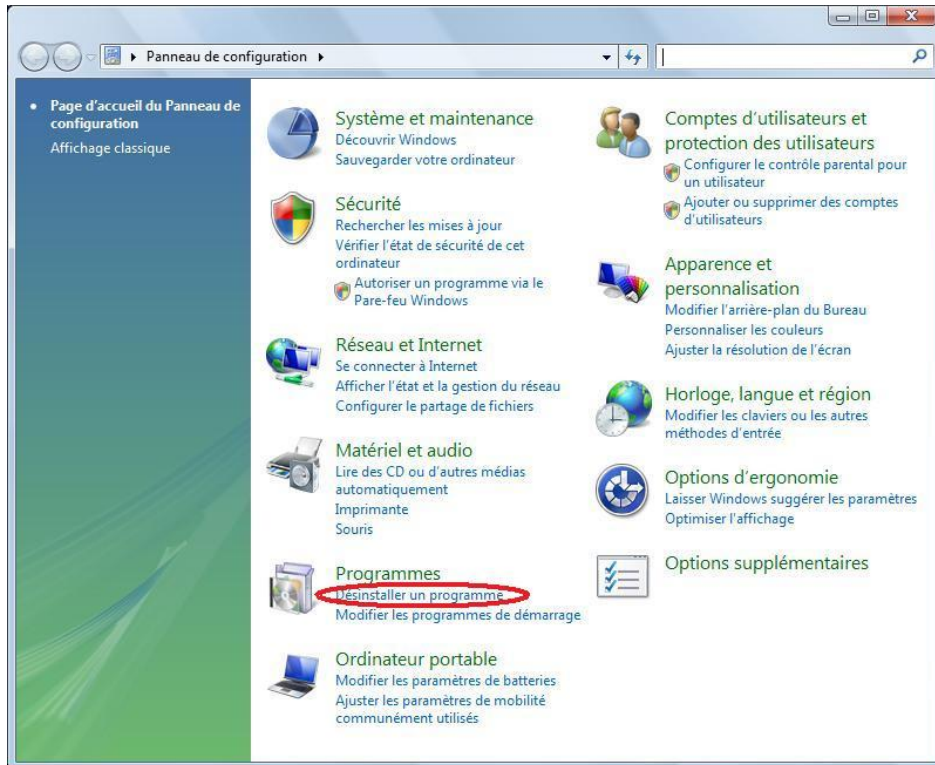 Panneau de configuration
Page d'accueil du Panneau de
configuration
Affichage classique
Système et maintenance
Découvrir Windows
Sauvegarder votre ordinateur
Sécurité
Rechercher les mises à jour
Vérifier l'état de sécurité de cet
ordinateur
Autoriser un programme via le
Pare-feu Windows
Réseau et Internet
Se connecter à Internet
Afficher l'état et la gestion du réseau
Configurer le partage de fichiers
Matériel et audio
Lire des CD ou d'autres médias
automatiquement
Imprimante
Souris
Programmes
Désinstaller un programme
Modifier les programmes de démarrage
Ordinateur portable
Modifier les paramètres de batteries
Ajuster les paramètres de mobilité
communément utilisés
Comptes d'utilisateurs et
protection des utilisateurs
Configurer le contrôle parental pour
un utilisateur
Ajouter ou supprimer des comptes
d'utilisateurs
Apparence et
personnalisation
Modifier l'arrière-plan du Bureau
Personnaliser les couleurs
Ajuster la résolution de l'écran
Horloge, langue et région
Modifier les claviers ou les autres
méthodes d'entrée
Options d'ergonomie
Laisser Windows suggérer les paramètres
Optimiser l'affichage
Options supplémentaires